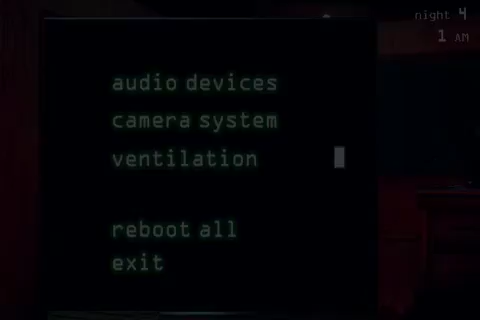 night 4
1 AM
audio devices
camera system
ventilation
reboot all
exit